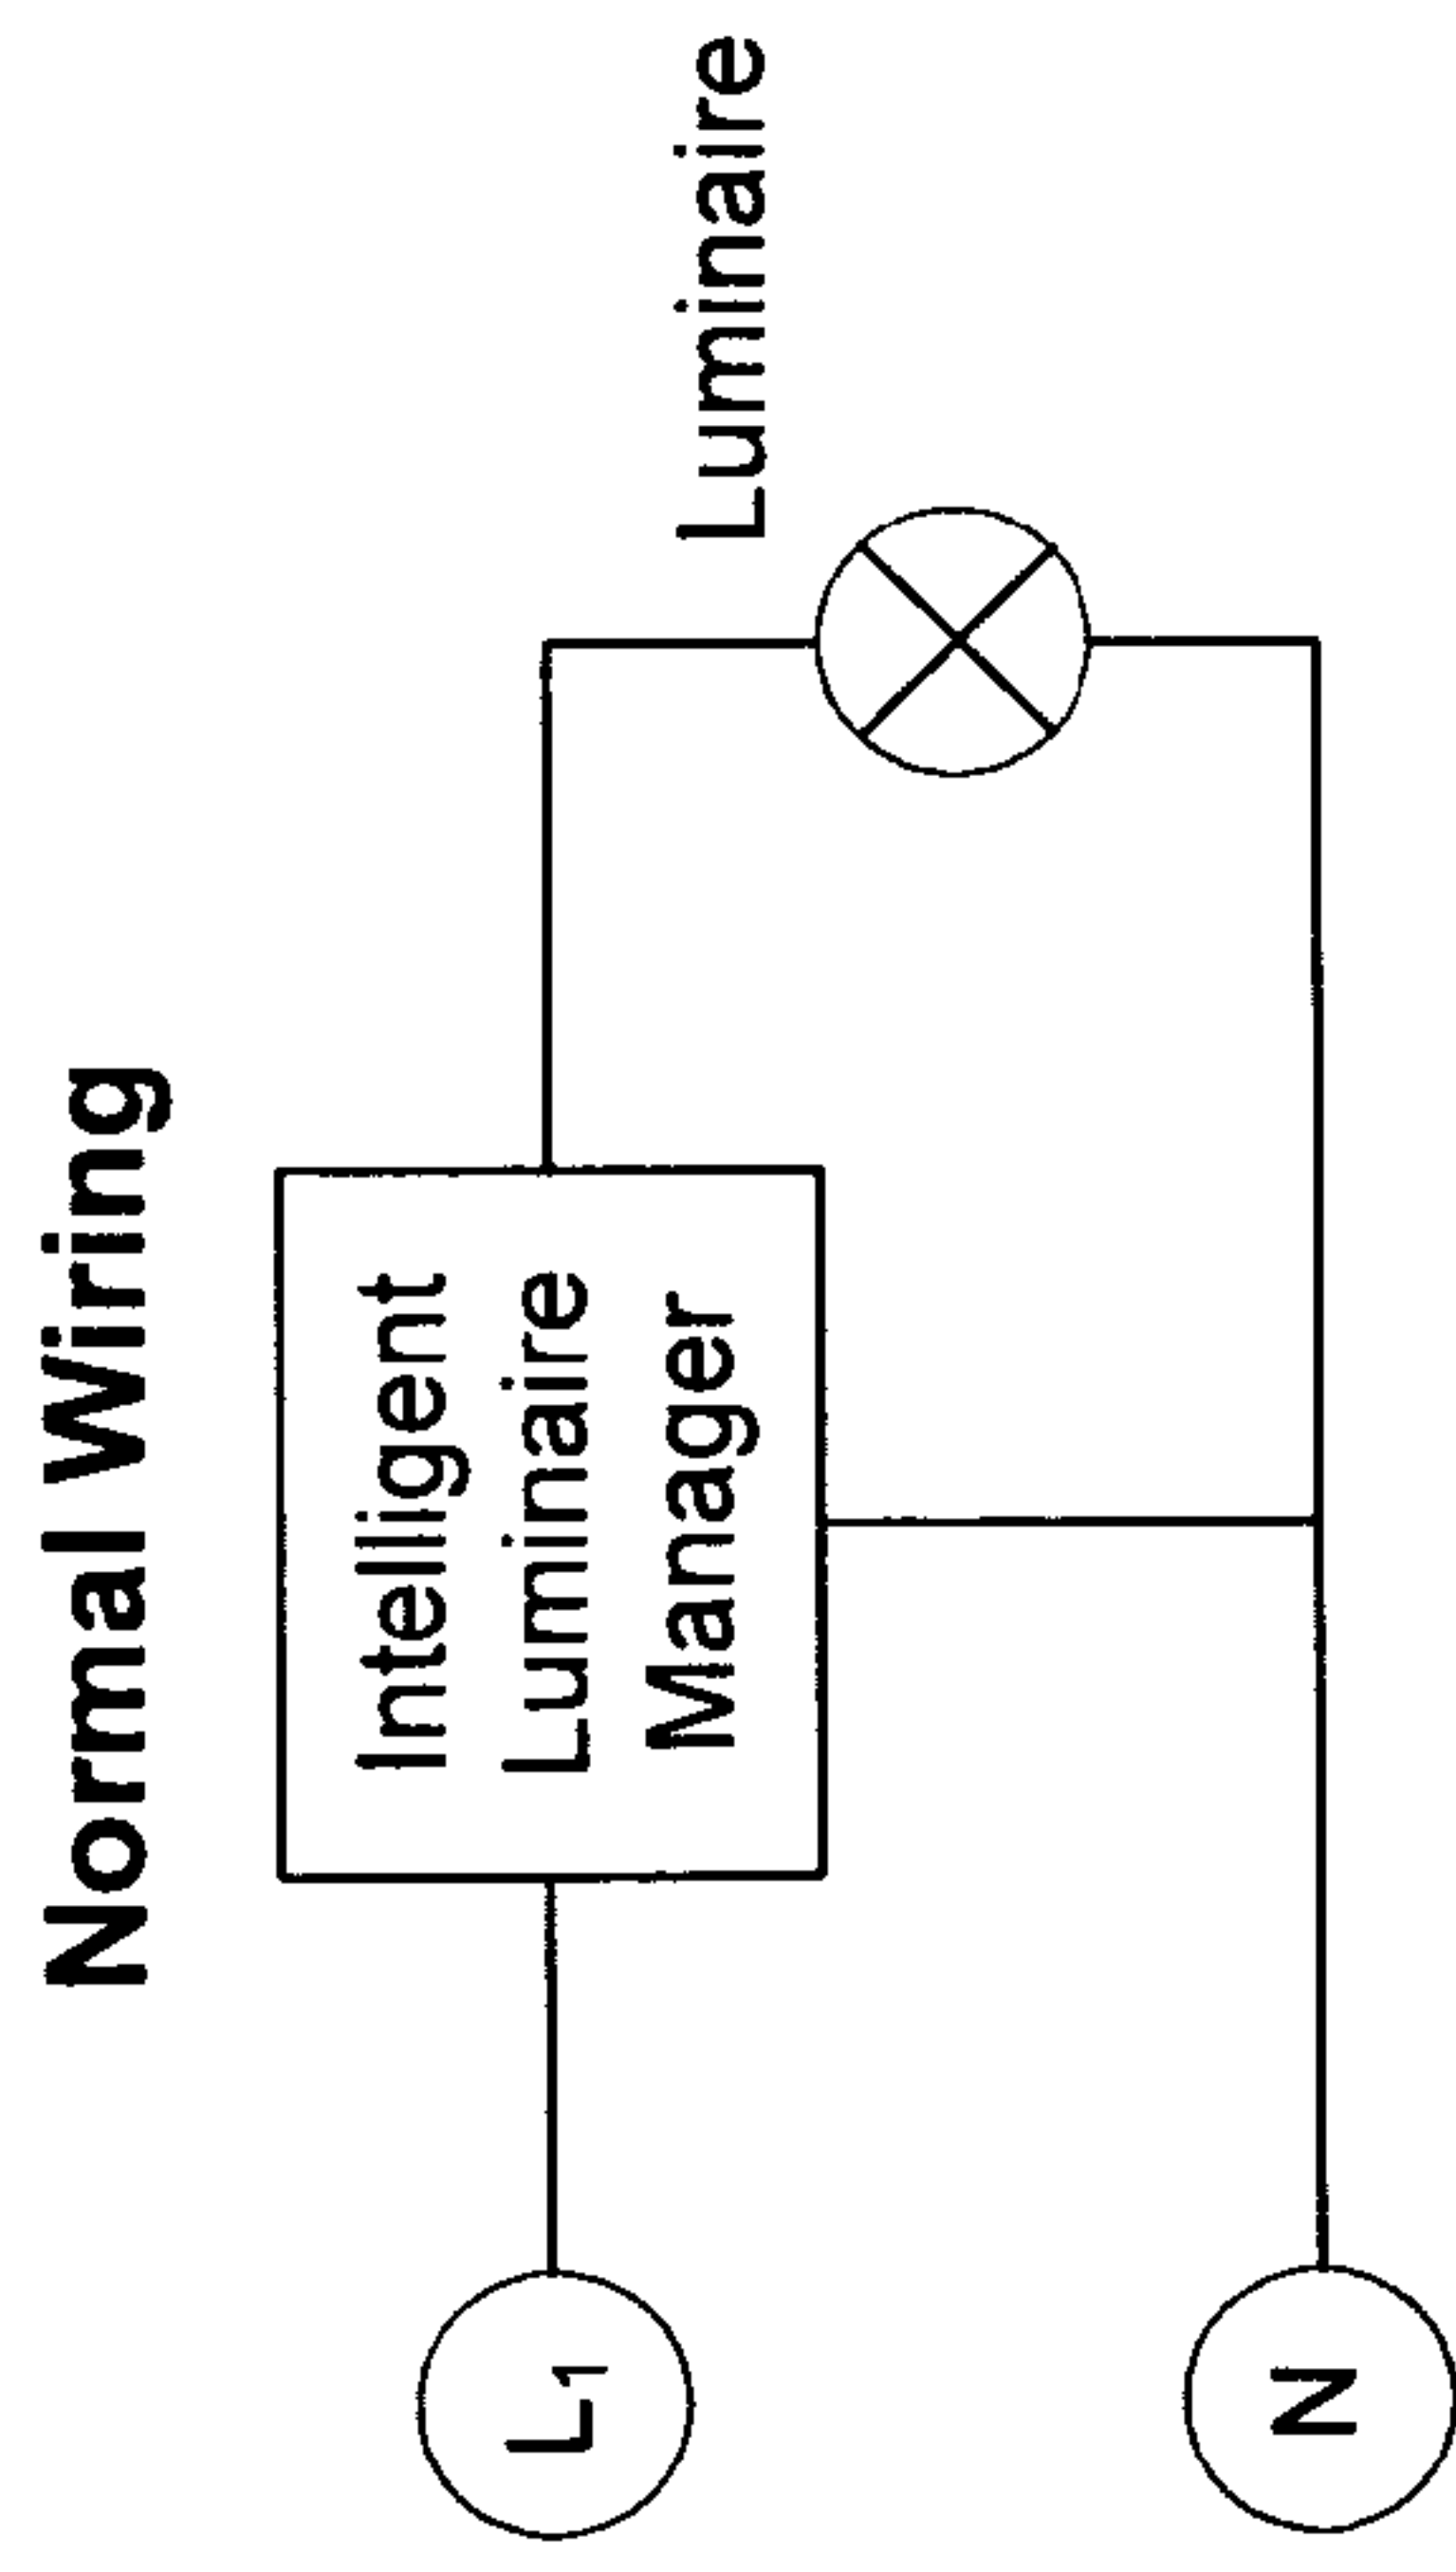 Normal Wiring
Intelligent
Luminaire
Manager
Luminaire
L1
N